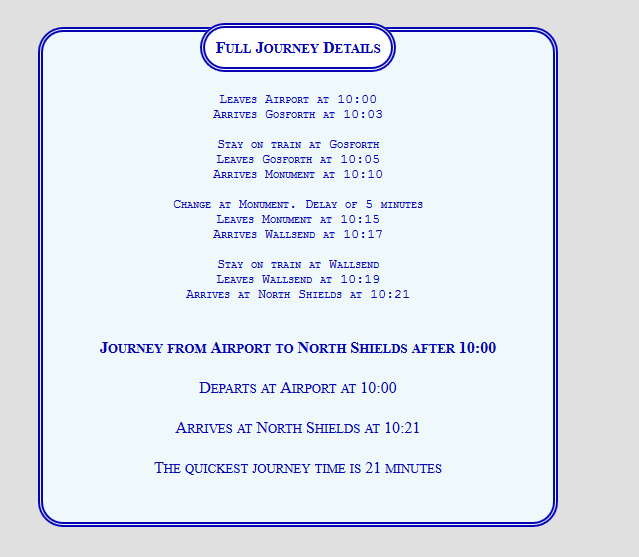 Full Journey Details
Leaves Airport at 10:00
Arrives Gosforth at 10:03
Stay on train at Gosforth
Leaves Gosforth at 10:05
Arrives Monument at 10:10
Change at Monument. Delay of 5 minutes
Leaves Monument at 10:15
Arrives Wallsend at 10:17
Stay on train at Wallsend
Leaves Wallsend at 10:19
Arrives at North Shields at 10:21
Journey from Airport to North Shields after 10:00
Departs at Airport at 10:00
Arrives at North Shields at 10:21
The quickest journey time is 21 minutes